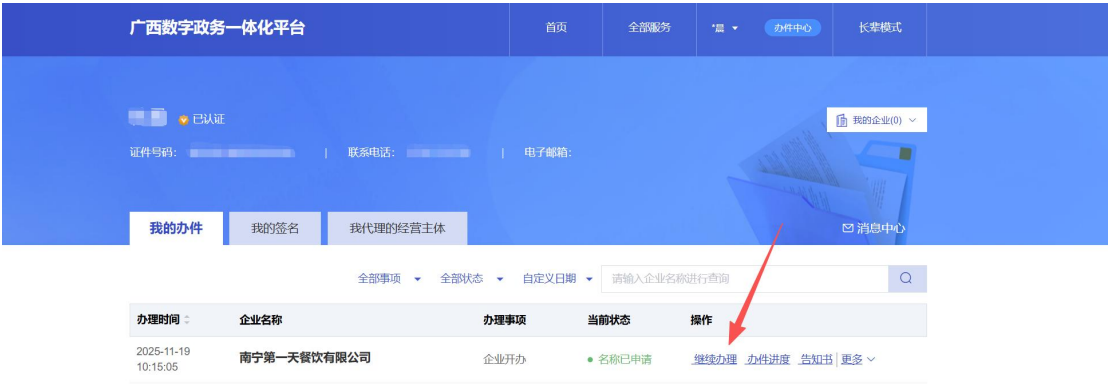 广西数字政务一体化平台 首页 全部服务 *晨 办件中心 长辈模式
已认证 我的企业(0)
证件号码： | 联系电话： | 电子邮箱：
我的办件 我的签名 我代理的经营主体 消息中心
全部事项 全部状态 自定义日期 请输入企业名称进行查询
办理时间 企业名称 办理事项 当前状态 操作
2025-11-19
10:15:05
南宁第一天餐饮有限公司 企业开办 名称已申请 继续办理 办件进度 告知书 | 更多